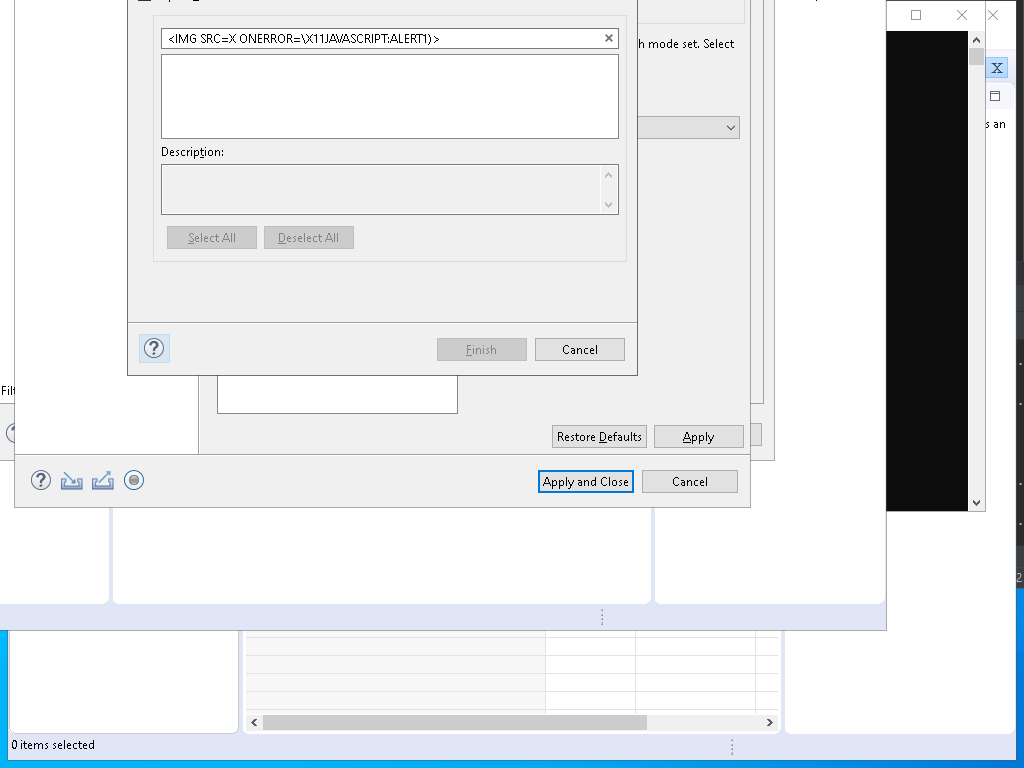 <IMG SRC=X ONERROR=\X11JAVASCRIPT:ALERT1)>
h mode set. Select
X
s an
Description:
Select All
Deselect All
Finish
Cancel
Filt
Restore Defaults
Apply
Apply and Close
Cancel
2
0 items selected